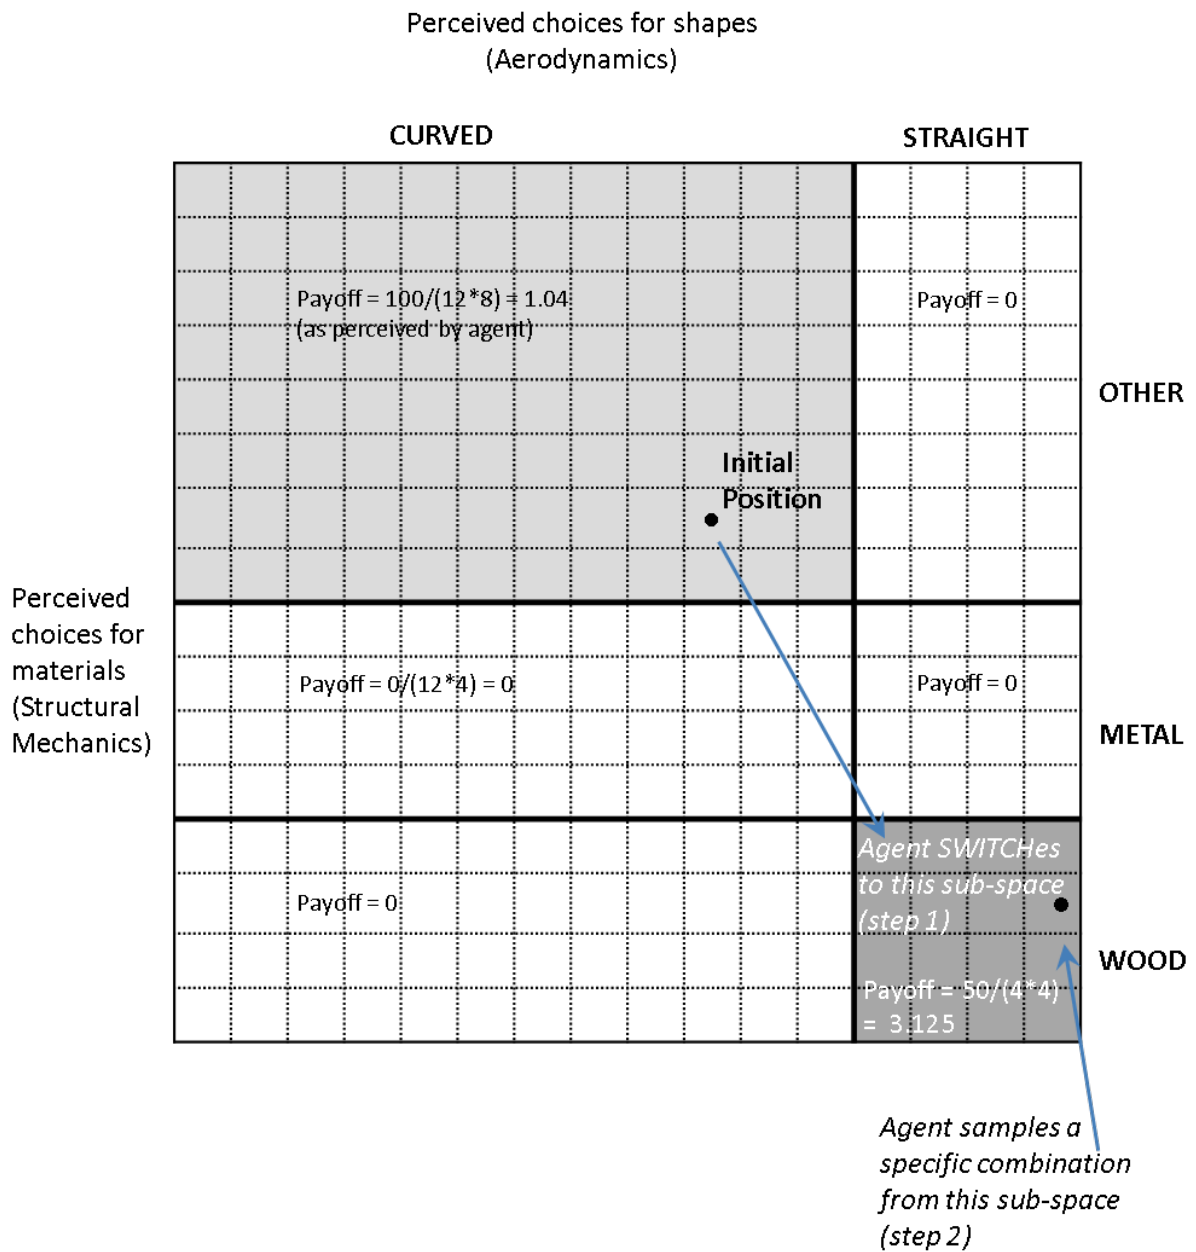 Perceived choices for shapes
(Aerodynamics)
CURVED
STRAIGHT
Payoff = 100/(12*8) = 1.04
(as perceived by agent)
Payoff = 0
OTHER
Initial
Position
Perceived
choices for
materials
(Structural
Mechanics)
Payoff = 0/(12*4) = 0
Payoff = 0
METAL
Agent SWITCHes
to this sub-space
(step 1)
Payoff = 0
WOOD
Payoff = 50/(4*4)
= 3.125
Agent samples a
specific combination
from this sub-space
(step 2)